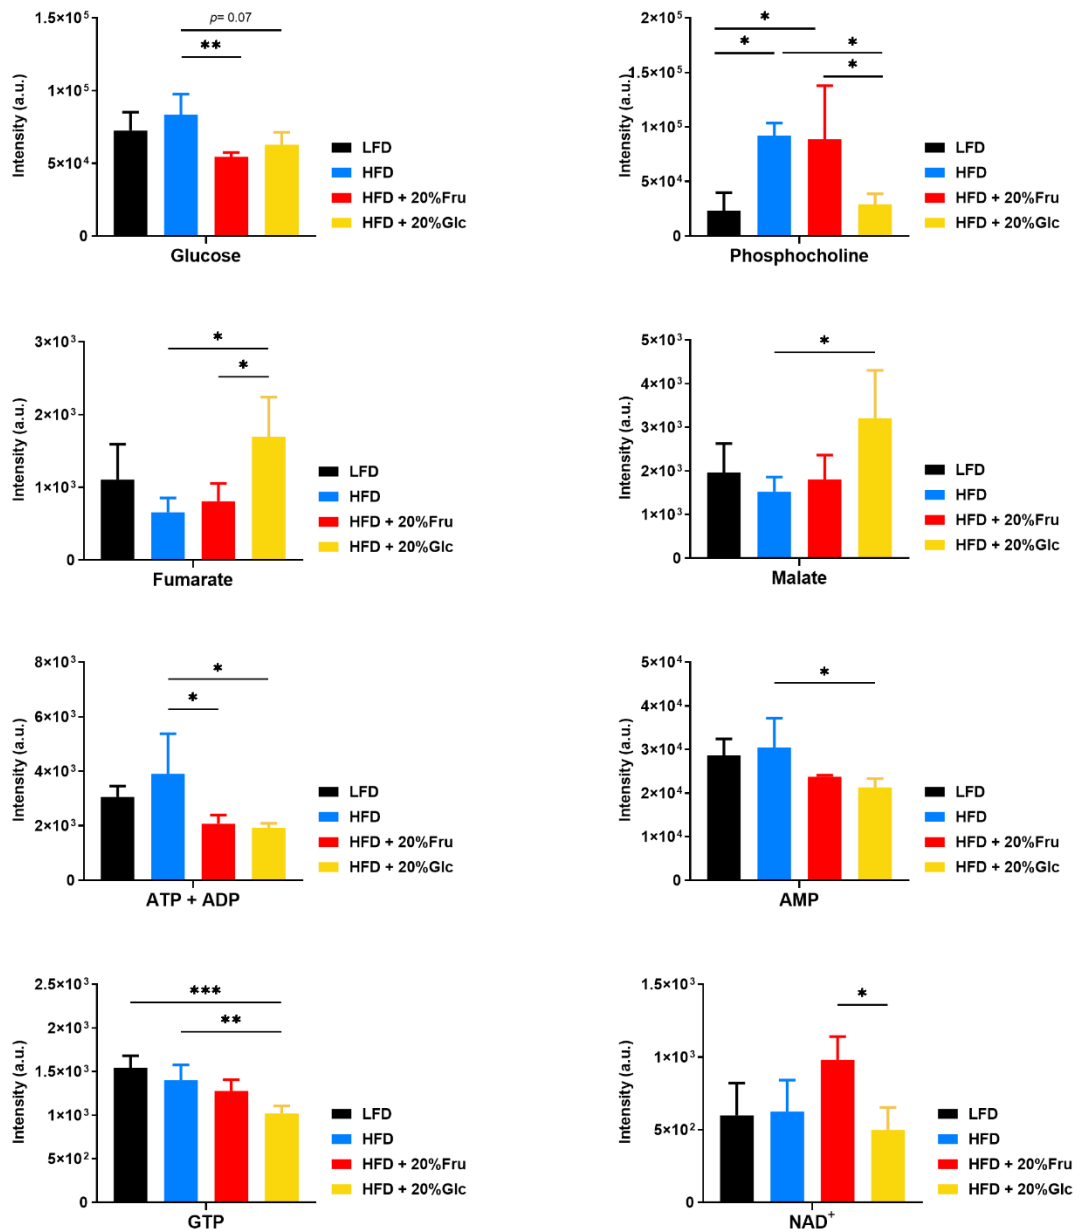 Intensity (a.u.)
1.5×10⁵
1×10⁵
5×10⁴
0
p= 0.07
**
Glucose
LFD
HFD
HFD + 20%Fru
HFD + 20%Glc
Intensity (a.u.)
2×10⁵
1.5×10⁵
1×10⁵
5×10⁴
0
*
*
*
*
Phosphocholine
LFD
HFD
HFD + 20%Fru
HFD + 20%Glc
Intensity (a.u.)
3×10³
2×10³
1×10³
0
*
*
Fumarate
LFD
HFD
HFD + 20%Fru
HFD + 20%Glc
Intensity (a.u.)
5×10³
4×10³
3×10³
2×10³
1×10³
0
*
Malate
LFD
HFD
HFD + 20%Fru
HFD + 20%Glc
Intensity (a.u.)
8×10³
6×10³
4×10³
2×10³
0
*
*
ATP + ADP
LFD
HFD
HFD + 20%Fru
HFD + 20%Glc
Intensity (a.u.)
5×10⁴
4×10⁴
3×10⁴
2×10⁴
1×10⁴
0
*
AMP
LFD
HFD
HFD + 20%Fru
HFD + 20%Glc
Intensity (a.u.)
2.5×10³
2×10³
1.5×10³
1×10³
5×10²
0
***
**
GTP
LFD
HFD
HFD + 20%Fru
HFD + 20%Glc
Intensity (a.u.)
1.5×10³
1×10³
5×10²
0
*
NAD⁺
LFD
HFD
HFD + 20%Fru
HFD + 20%Glc